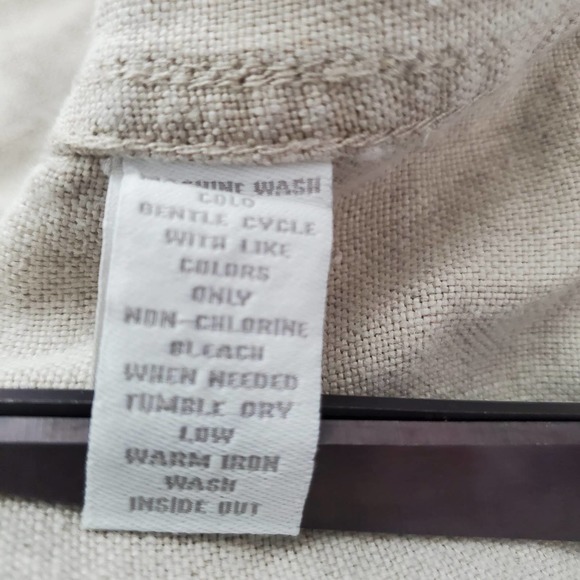 MACHINE WASH
COLD
GENTLE CYCLE
WITH LIKE
COLORS
ONLY
NON-CHLORINE
BLEACH
WHEN NEEDED
TUMBLE DRY
LOW
WARM IRON
WASH
INSIDE OUT